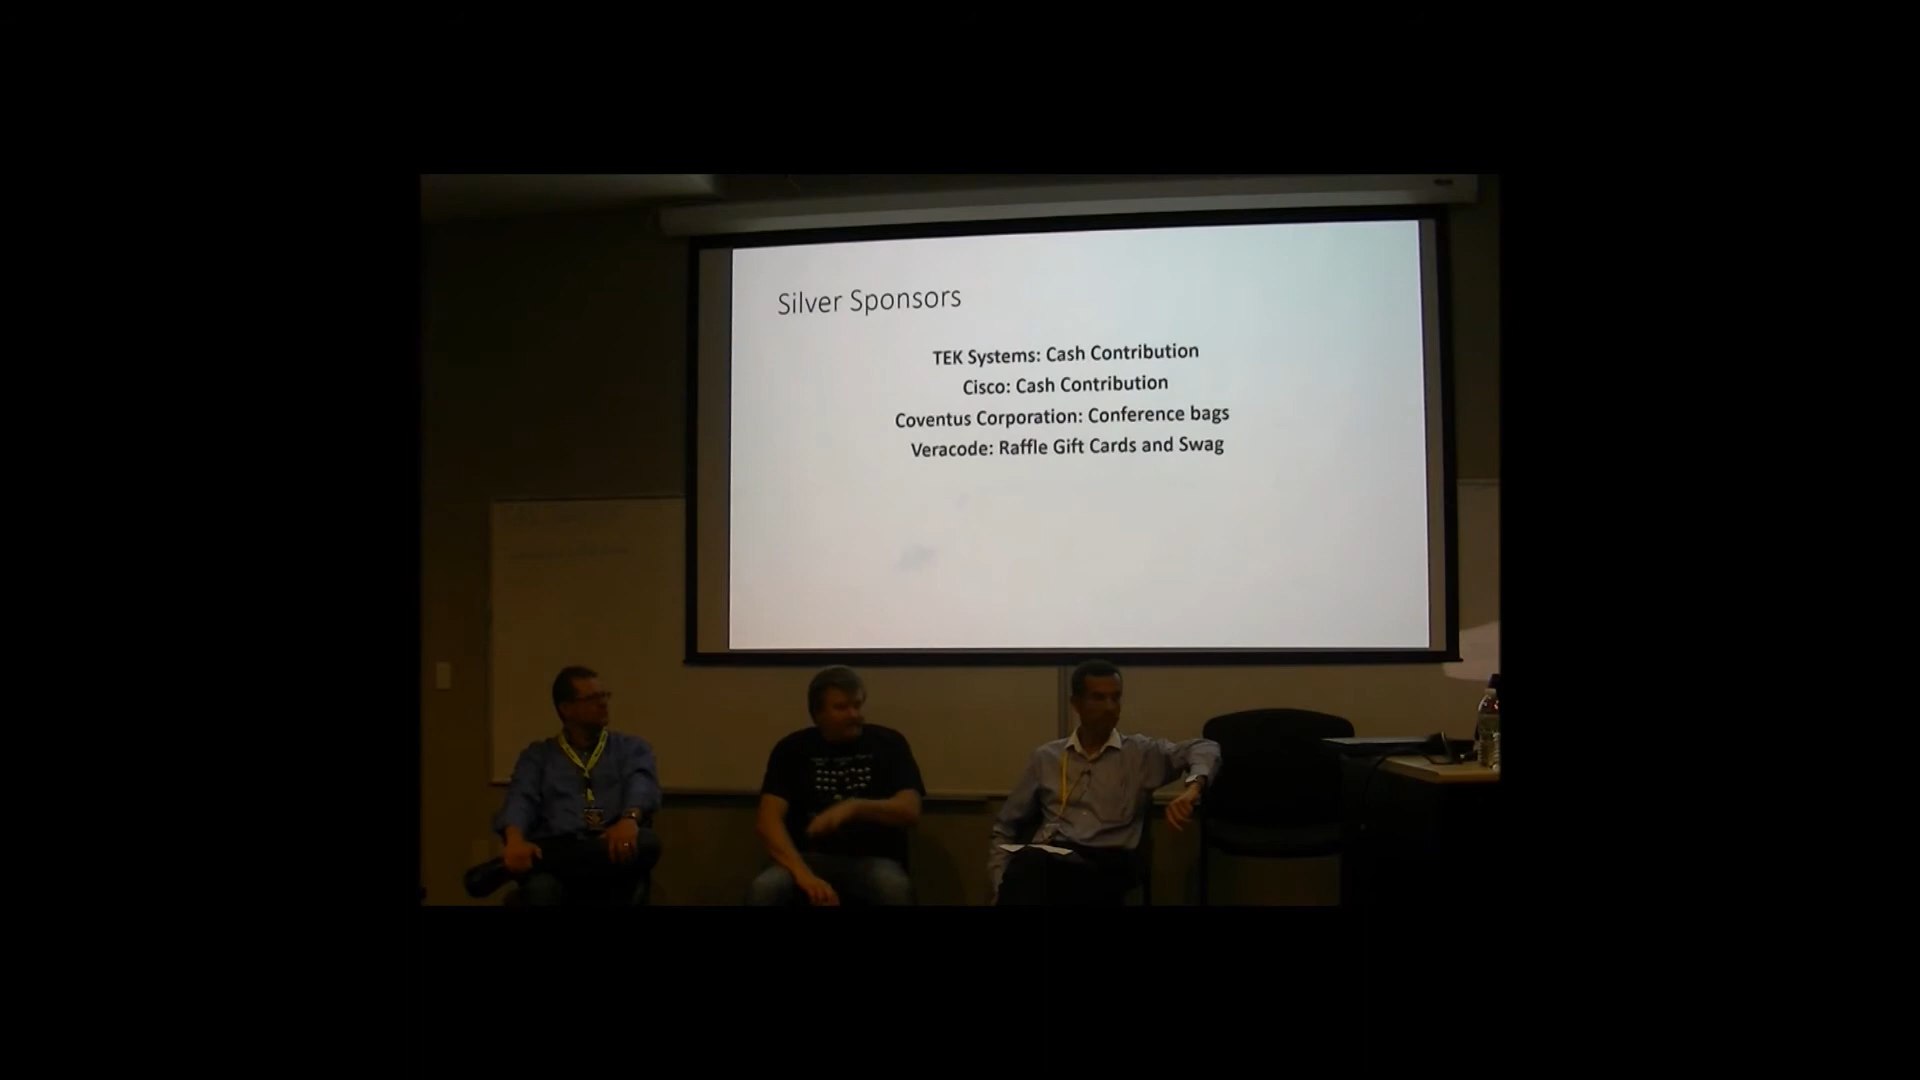 Silver Sponsors
TEK Systems: Cash Contribution
Cisco: Cash Contribution
Coventus Corporation: Conference bags
Veracode: Raffle Gift Cards and Swag